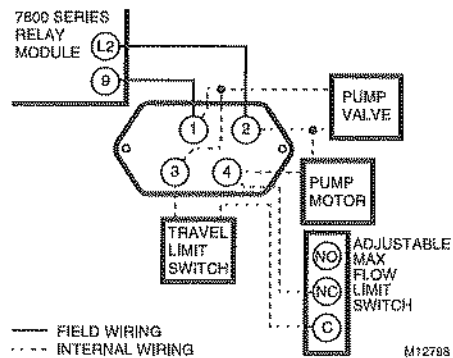 7800 SERIES
RELAY
MODULE
L2
9
1
2
3
4
PUMP
VALVE
PUMP
MOTOR
TRAVEL
LIMIT
SWITCH
NO
NC
C
ADJUSTABLE
MAX
FLOW
LIMIT
SWITCH
FIELD WIRING
INTERNAL WIRING
M12798